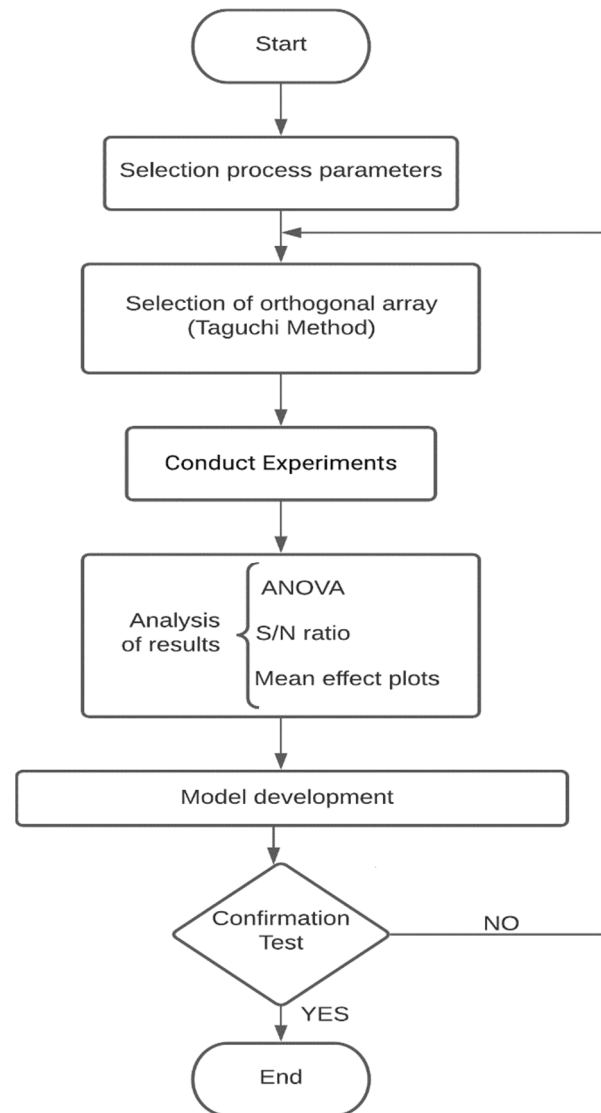 Start
Selection process parameters
Selection of orthogonal array
(Taguchi Method)
Conduct Experiments
Analysis
of results
ANOVA
S/N ratio
Mean effect plots
Model development
Confirmation
Test
NO
YES
End